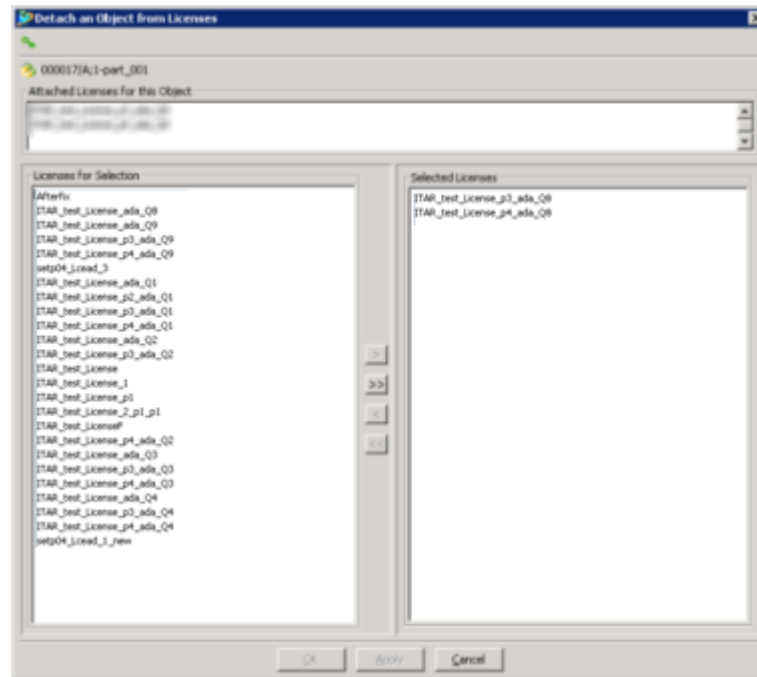 Detach an Object from Licenses
000017/A;1-part_001
Attached Licenses for this Object
Licenses for Selection
Afterfix
ITAR_test_License_ada_Q8
ITAR_test_License_ada_Q9
ITAR_test_License_p3_ada_Q9
ITAR_test_License_p4_ada_Q9
setp04_Lcead_3
ITAR_test_License_ada_Q1
ITAR_test_License_p2_ada_Q1
ITAR_test_License_p3_ada_Q1
ITAR_test_License_p4_ada_Q1
ITAR_test_License_ada_Q2
ITAR_test_License_p3_ada_Q2
ITAR_test_License
ITAR_test_License_1
ITAR_test_License_p1
ITAR_test_License_2_p1_p1
ITAR_test_LicenseF
ITAR_test_License_p4_ada_Q2
ITAR_test_License_ada_Q3
ITAR_test_License_p3_ada_Q3
ITAR_test_License_p4_ada_Q3
ITAR_test_License_ada_Q4
ITAR_test_License_p3_ada_Q4
ITAR_test_License_p4_ada_Q4
setp04_Lcead_1_new
>
>>
<
<<
Selected Licenses
ITAR_test_License_p3_ada_Q8
ITAR_test_License_p4_ada_Q8
OK Apply Cancel